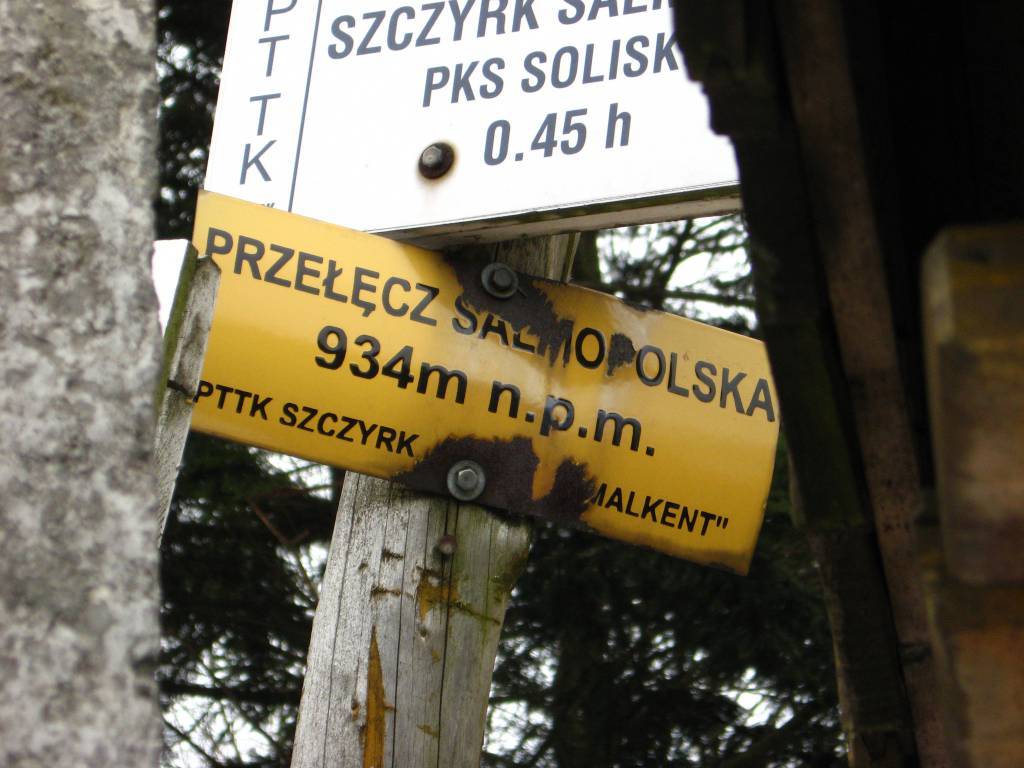 PTTK
SZCZYRK
PKS SOLISK
0.45 h
PRZEŁĘCZ SALMOPOLSKA
934m n.p.m.
PTTK SZCZYRK
MALKENT"